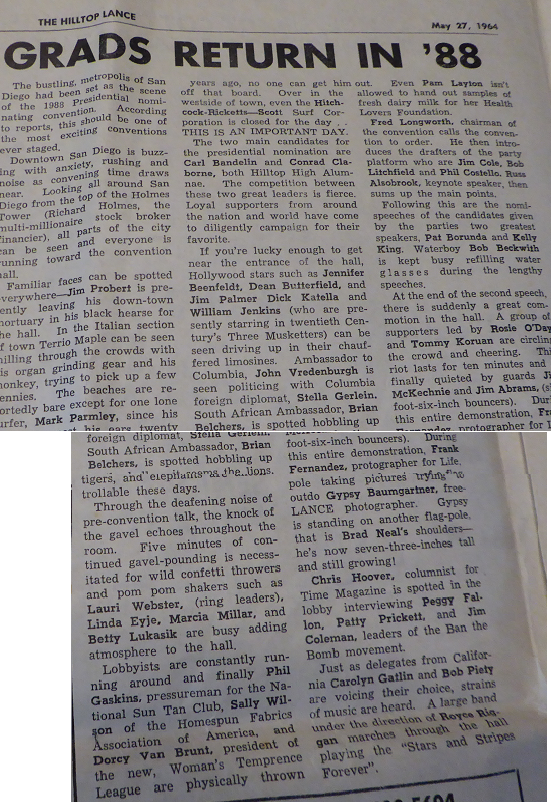 THE HILLTOP LANCE
May 27, 1964
GRADS RETURN IN '88
The bustling, metropolis of San
Diego had been set as the scene
of the 1988 Presidential nomi-
nating convention. According
to reports, this should be one of
the most exciting conventions
ever staged.
Downtown San Diego is buzz-
ing with anxiety, rushing and
noise as convening time draws
near. Looking all around San
Diego from the top of the Holmes
Tower (Richard Holmes, the
multi-millionaire stock broker
financier), all parts of the city
can be seen and everyone is
running toward the convention
hall.
Familiar faces can be spotted
everywhere—Jim Probert is pre-
ently leaving his down-town
mortuary in his black hearse for
the hall. In the Italian section
of town Terrio Maple can be seen
milling through the crowds with
his organ grinding gear and his
monkey, trying to pick up a few
pennies. The beaches are re-
portedly bare except for one lone
surfer, Mark Parmley, since his
his ears twenty
years ago, no one can get him out
off that board. Over in the
westside of town, even the Hitch-
cock-Ricketts—Scott Surf Cor-
poration is closed for the day . .
THIS IS AN IMPORTANT DAY.
The two main candidates for
the presidential nomination are
Carl Sandelin and Conrad Cla-
borne, both Hilltop High Alum-
nae. The competition between
these two great leaders is fierce.
Loyal supporters from around
the nation and world have come
to diligently campaign for their
favorite.
If you're lucky enough to get
near the entrance of the hall,
Hollywood stars such as Jennifer
Beenfeldt, Dean Butterfield, and
Jim Palmer Dick Katella and
William Jenkins (who are pre-
sently starring in twentieth Cen-
tury's Three Musketters) can be
seen driving up in their chauf-
fered limosines. Ambassador to
Columbia, John Vredenburgh is
seen politicing with Columbia
foreign diplomat, Stella Gerlein.
South African Ambassador, Brian
Belchers, is spotted hobbling up
Even Pam Layton isn't
allowed to hand out samples of
fresh dairy milk for her Health
Lovers Foundation.
Fred Longworth, chairman of
the convention calls the conven-
tion to order. He then intro-
duces the drafters of the party
platform who are Jim Cole, Bob
Litchfield and Phil Costello. Russ
Alsobrook, keynote speaker, then
sums up the main points.
Following this are the nomi-
speeches of the candidates given
by the parties two greatest
speakers, Pat Borunda and Kelly
King. Waterboy Bob Beckwith
is kept busy refilling water
glasses during the lengthy
speeches.
At the end of the second speech,
there is suddenly a great com-
motion in the hall. A group of
supporters led by Rosie O'Day
and Tommy Koruan are circling
the crowd and cheering. This
riot lasts for ten minutes and
finally quieted by guards Jim
McKechnie and Jim Abrams, (si
foot-six-inch bouncers). Duri
this entire demonstration, Fra
protographer for
foreign diplomat, Stella Gerlein.
South African Ambassador, Brian
Belchers, is spotted hobbling up
tigers, and elephants & the lions.
trollable these days.
Through the deafening noise of
pre-convention talk, the knock of
the gavel echoes throughout the
room. Five minutes of con-
tinued gavel-pounding is necess-
itated for wild confetti throwers
and pom pom shakers such as
Lauri Webster, (ring leaders),
Linda Eyje, Marcia Millar, and
Betty Lukasik are busy adding
atmosphere to the hall.
Lobbyists are constantly run-
ning around and finally Phil
Gaskins, pressureman for the Na-
tional Sun Tan Club, Sally Wil-
son of the Homespun Fabrics
Association of America, and
Dorcy Van Brunt, president of
the new, Woman's Temprence
League are physically thrown
foot-six-inch bouncers). During
this entire demonstration, Frank
Fernandez, protographer for Life,
pole taking pictures trying to
outdo Gypsy Baumgartner, free-
LANCE photographer. Gypsy
is standing on another flag-pole,
that is Brad Neal's shoulders—
he's now seven-three-inches tall
and still growing!
Chris Hoover, columnist for
Time Magazine is spotted in the
lobby interviewing Peggy Fal-
lon, Patty Prickett, and Jim
Coleman, leaders of the Ban the
Bomb movement.
Just as delegates from Califor-
nia Carolyn Gatlin and Bob Piety
are voicing their choice, strains
of music are heard. A large band
under the direction of Royce Rig-
gan marches through the hall
playing the "Stars and Stripes
Forever".